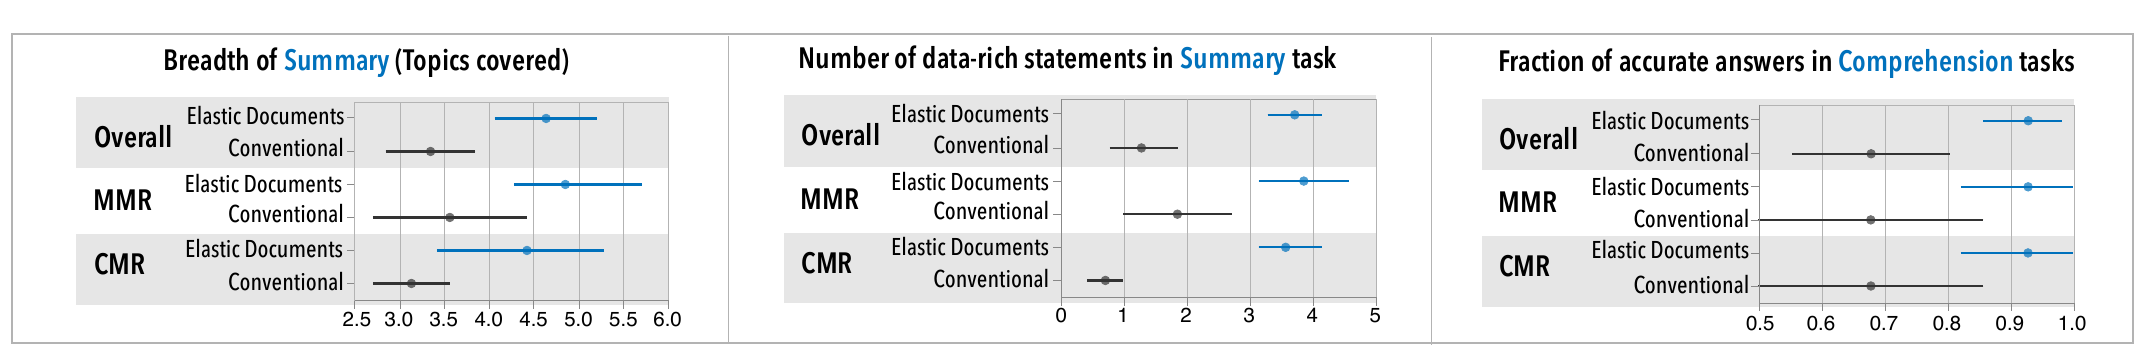 Breadth of Summary (Topics covered)
Overall
Elastic Documents
Conventional
MMR
Elastic Documents
Conventional
CMR
Elastic Documents
Conventional
2.5 3.0 3.5 4.0 4.5 5.0 5.5 6.0
Number of data-rich statements in Summary task
Overall
Elastic Documents
Conventional
MMR
Elastic Documents
Conventional
CMR
Elastic Documents
Conventional
0 1 2 3 4 5
Fraction of accurate answers in Comprehension tasks
Overall
Elastic Documents
Conventional
MMR
Elastic Documents
Conventional
CMR
Elastic Documents
Conventional
0.5 0.6 0.7 0.8 0.9 1.0